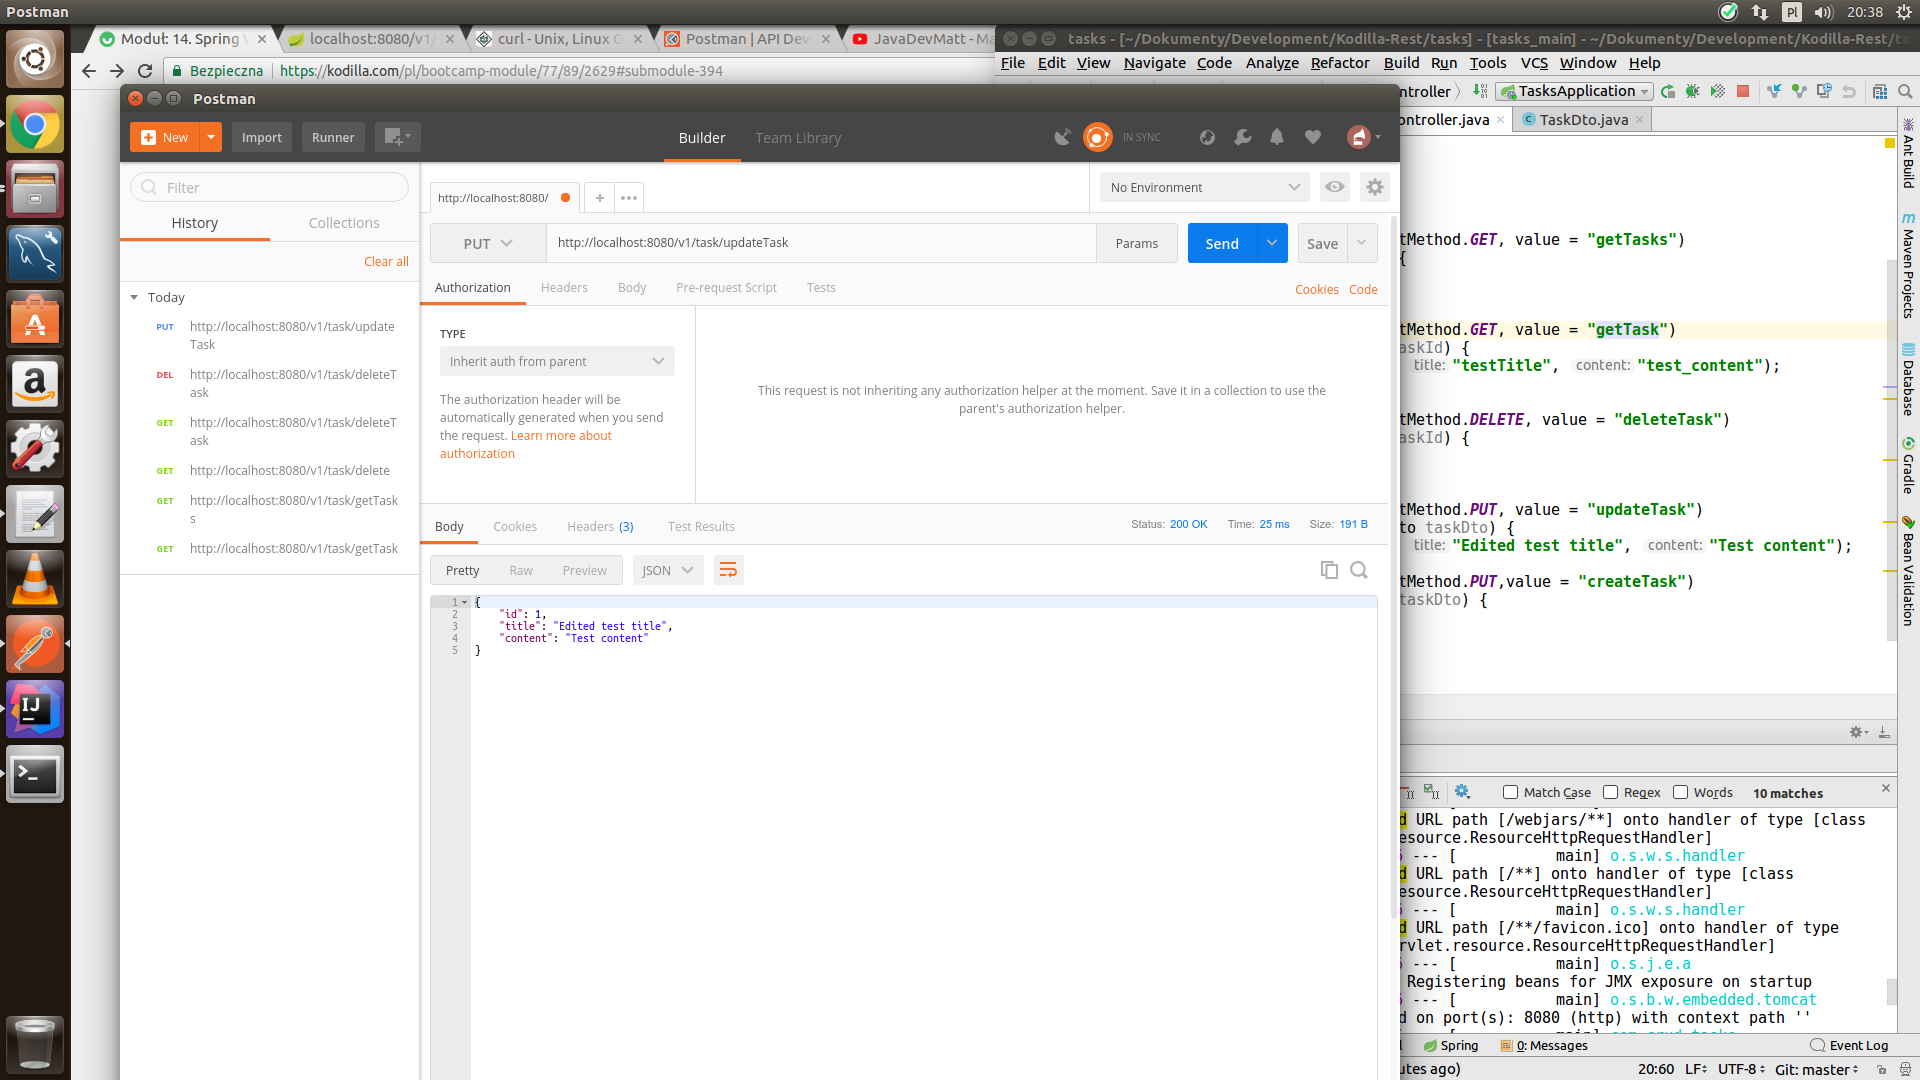 Postman
Pl
20:38
Moduł: 14. Spring
localhost:8080/v1/
curl - Unix, Linux
Postman | API Dev
JavaDevMatt - Ma
Bezpieczna
https://kodilla.com/pl/bootcamp-module/77/89/2629#submodule-394
tasks - [~/Dokumenty/Development/Kodilla-Rest/tasks] - [tasks_main] - ~/Dokumenty/Development/Kodilla-Rest/ta
File Edit View Navigate Code Analyze Refactor Build Run Tools VCS Window Help
ontroller
TasksApplication
ontroller.java
TaskDto.java
Postman
New
Import
Runner
Builder
Team Library
IN SYNC
Filter
History
Collections
Clear all
Today
PUT http://localhost:8080/v1/task/update
Task
DEL http://localhost:8080/v1/task/deleteT
ask
GET http://localhost:8080/v1/task/deleteT
ask
GET http://localhost:8080/v1/task/delete
GET http://localhost:8080/v1/task/getTask
s
GET http://localhost:8080/v1/task/getTask
http://localhost:8080/
+
No Environment
PUT
http://localhost:8080/v1/task/updateTask
Params
Send
Save
Authorization
Headers
Body
Pre-request Script
Tests
Cookies
Code
TYPE
Inherit auth from parent
The authorization header will be
automatically generated when you send
the request. Learn more about
authorization
This request is not inheriting any authorization helper at the moment. Save it in a collection to use the
parent's authorization helper.
Body
Cookies
Headers (3)
Test Results
Status: 200 OK
Time: 25 ms
Size: 191 B
Pretty
Raw
Preview
JSON
1 {
2 "id": 1,
3 "title": "Edited test title",
4 "content": "Test content"
5 }
tMethod.GET, value = "getTasks")
{
tMethod.GET, value = "getTask")
askId) {
title: "testTitle", content: "test_content");
tMethod.DELETE, value = "deleteTask")
askId) {
tMethod.PUT, value = "updateTask")
to taskDto) {
title: "Edited test title", content: "Test content");
tMethod.PUT,value = "createTask")
taskDto) {
Ant Build
Maven Projects
Database
Gradle
Bean Validation
Match Case
Regex
Words
10 matches
d URL path [/webjars/**] onto handler of type [class
esource.ResourceHttpRequestHandler]
--- [ main] o.s.w.s.handler
d URL path [/**] onto handler of type [class
esource.ResourceHttpRequestHandler]
--- [ main] o.s.w.s.handler
d URL path [/**/favicon.ico] onto handler of type
rvlet.resource.ResourceHttpRequestHandler]
--- [ main] o.s.j.e.a
Registering beans for JMX exposure on startup
--- [ main] o.s.b.w.embedded.tomcat
d on port(s): 8080 (http) with context path ''
Spring
0: Messages
Event Log
utes ago)
20:60
LF
UTF-8
Git: master